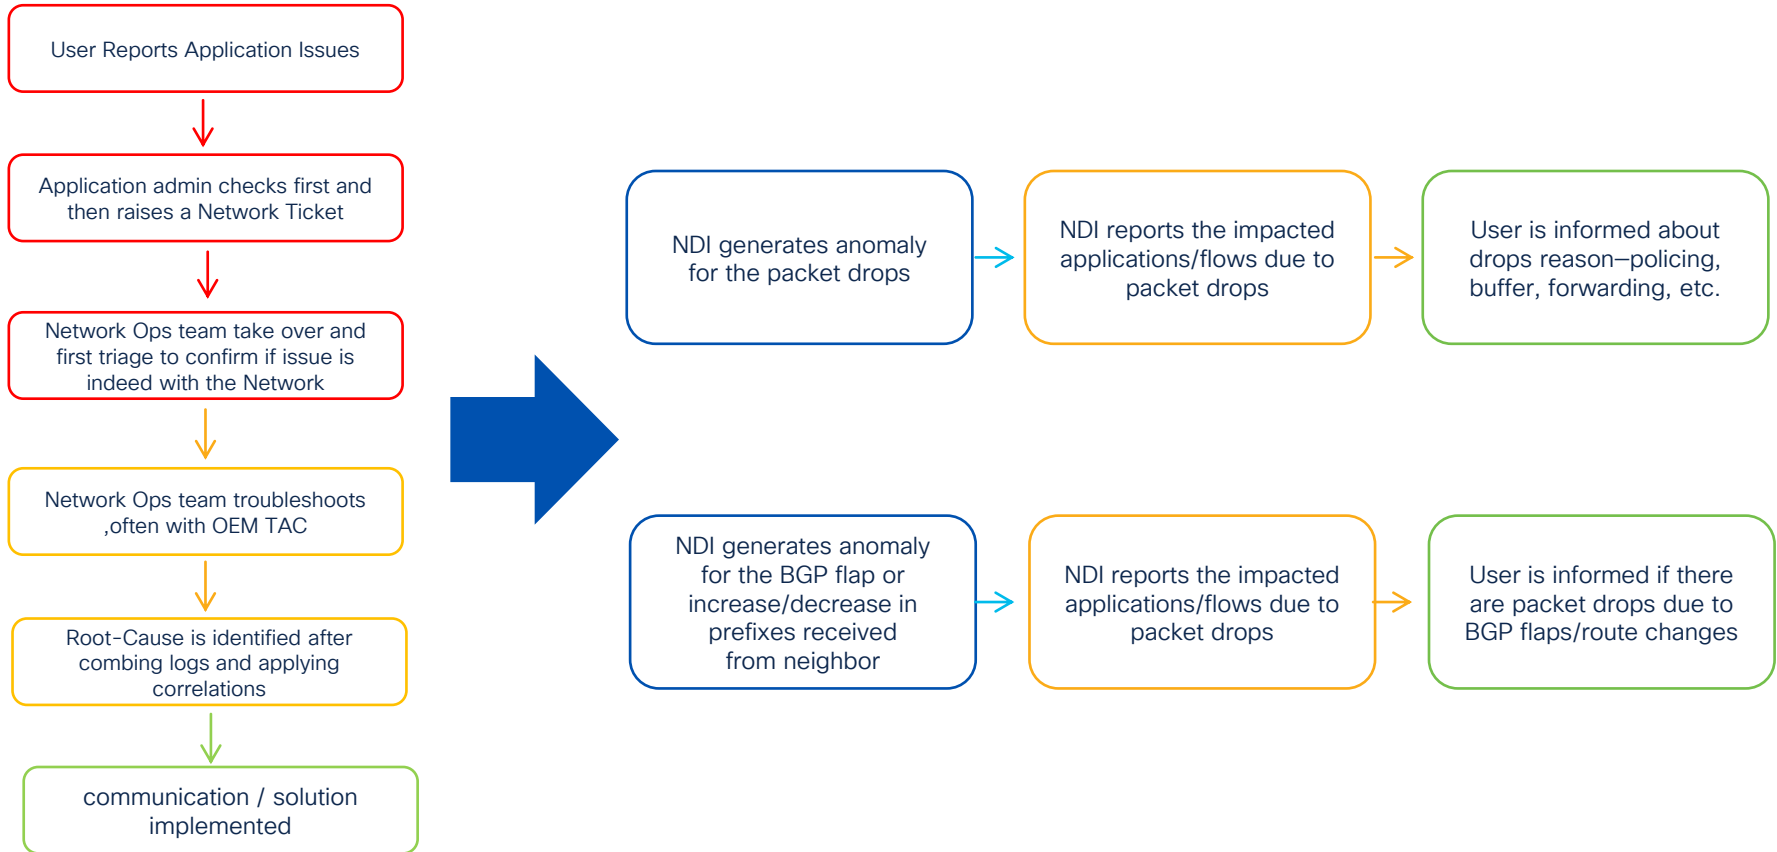 User Reports Application Issues
Application admin checks first and
then raises a Network Ticket
Network Ops team take over and
first triage to confirm if issue is
indeed with the Network
Network Ops team troubleshoots
,often with OEM TAC
Root-Cause is identified after
combing logs and applying
correlations
communication / solution
implemented
NDI generates anomaly
for the packet drops
NDI reports the impacted
applications/flows due to
packet drops
User is informed about
drops reason—policing,
buffer, forwarding, etc.
NDI generates anomaly
for the BGP flap or
increase/decrease in
prefixes received
from neighbor
NDI reports the impacted
applications/flows due to
packet drops
User is informed if there
are packet drops due to
BGP flaps/route changes